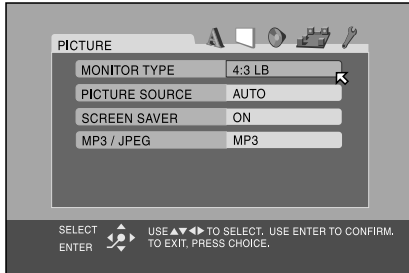 PICTURE
A
MONITOR TYPE 4:3 LB
PICTURE SOURCE AUTO
SCREEN SAVER ON
MP3 / JPEG MP3
SELECT
ENTER
USE ▲▼◀▶ TO SELECT. USE ENTER TO CONFIRM.
TO EXIT, PRESS CHOICE.